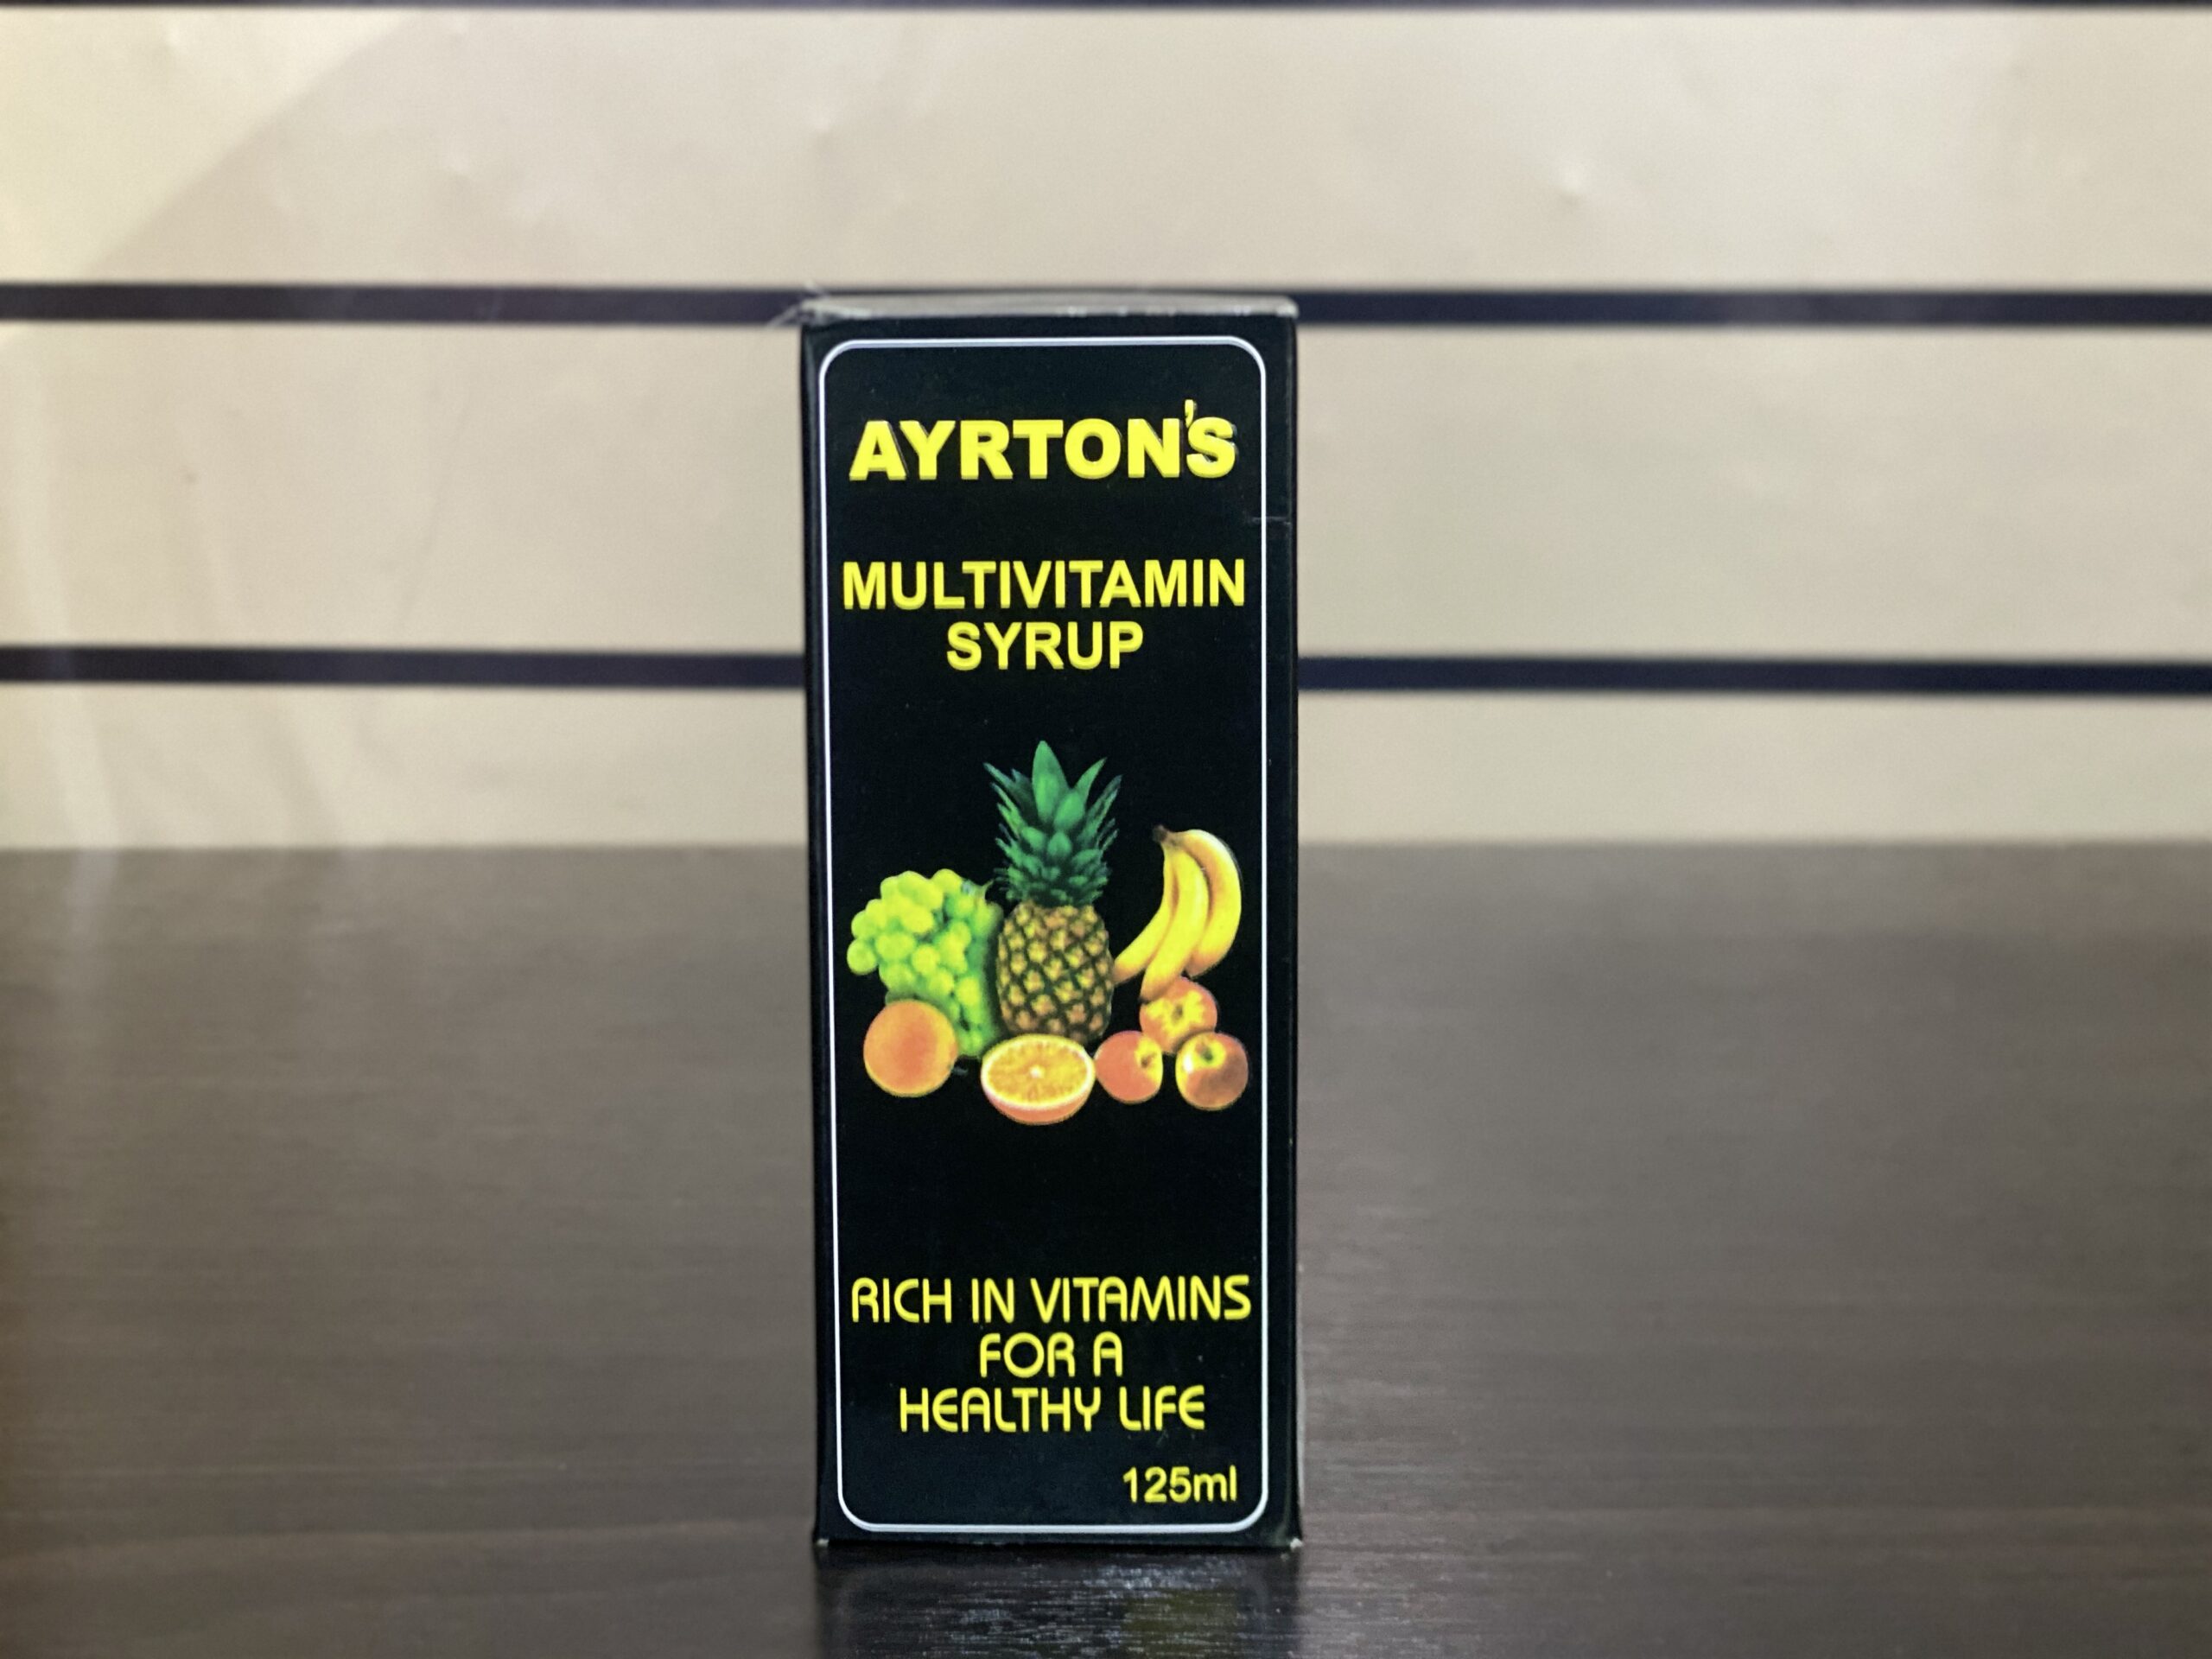 AYRTON'S
MULTIVITAMIN
SYRUP
RICH IN VITAMINS
FOR A
HEALTHY LIFE
125ml